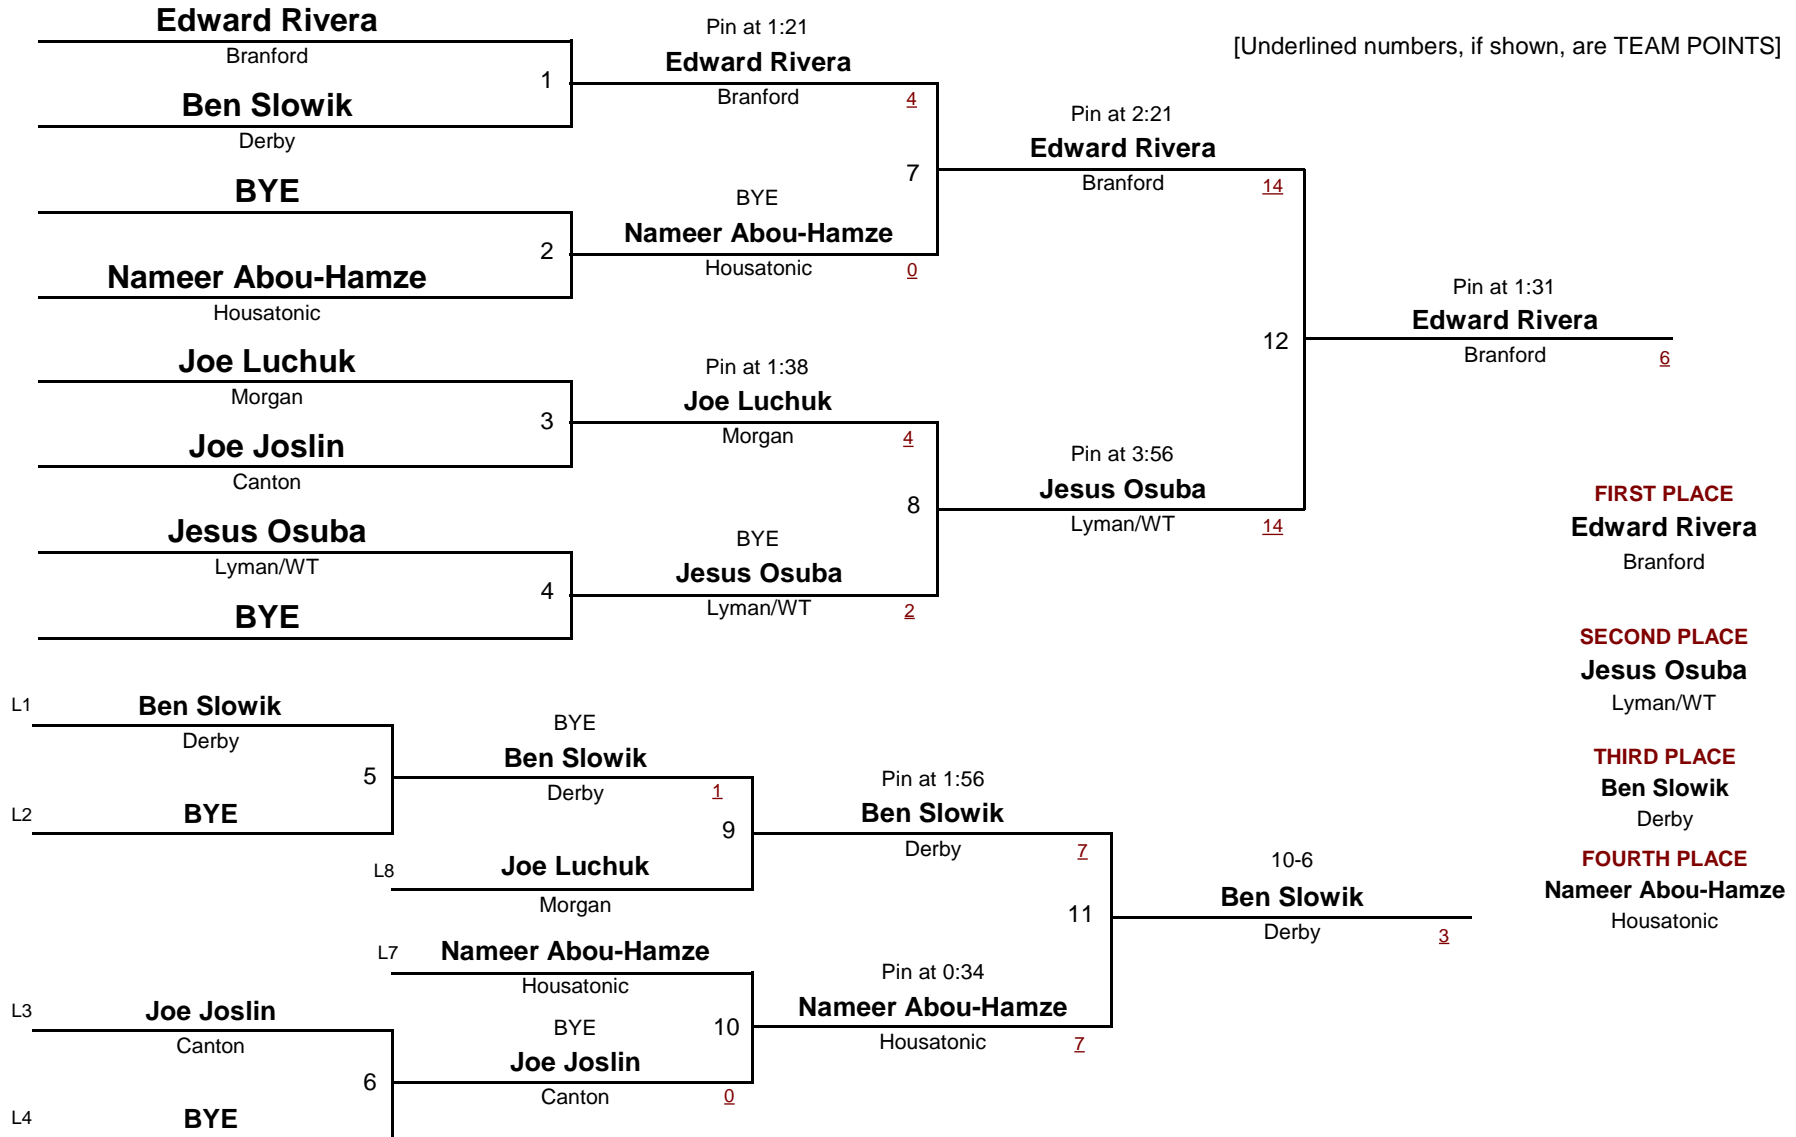 [Underlined numbers, if shown, are TEAM POINTS]
Edward Rivera
Branford
1
Ben Slowik
Derby
BYE
2
Nameer Abou-Hamze
Housatonic
Joe Luchuk
Morgan
3
Joe Joslin
Canton
Jesus Osuba
Lyman/WT
4
BYE
Pin at 1:21
Edward Rivera
Branford
4
7
BYE
Nameer Abou-Hamze
Housatonic
0
Pin at 1:38
Joe Luchuk
Morgan
4
8
BYE
Jesus Osuba
Lyman/WT
2
Pin at 2:21
Edward Rivera
Branford
14
12
Pin at 3:56
Jesus Osuba
Lyman/WT
14
Pin at 1:31
Edward Rivera
Branford
6
FIRST PLACE
Edward Rivera
Branford
SECOND PLACE
Jesus Osuba
Lyman/WT
THIRD PLACE
Ben Slowik
Derby
FOURTH PLACE
Nameer Abou-Hamze
Housatonic
L1
Ben Slowik
Derby
5
L2
BYE
BYE
Ben Slowik
Derby
1
9
L8
Joe Luchuk
Morgan
L7
Nameer Abou-Hamze
Housatonic
10
BYE
Joe Joslin
Canton
0
L3
Joe Joslin
Canton
6
L4
BYE
Pin at 1:56
Ben Slowik
Derby
7
11
Pin at 0:34
Nameer Abou-Hamze
Housatonic
7
10-6
Ben Slowik
Derby
3